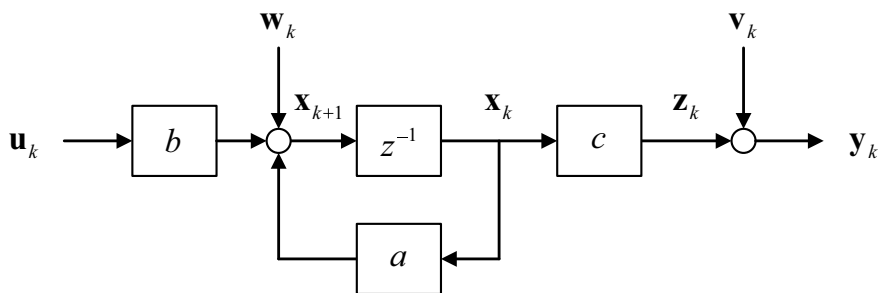 w_k
v_k
x_{k+1}
x_k
z_k
u_k
b
z^{-1}
c
y_k
a